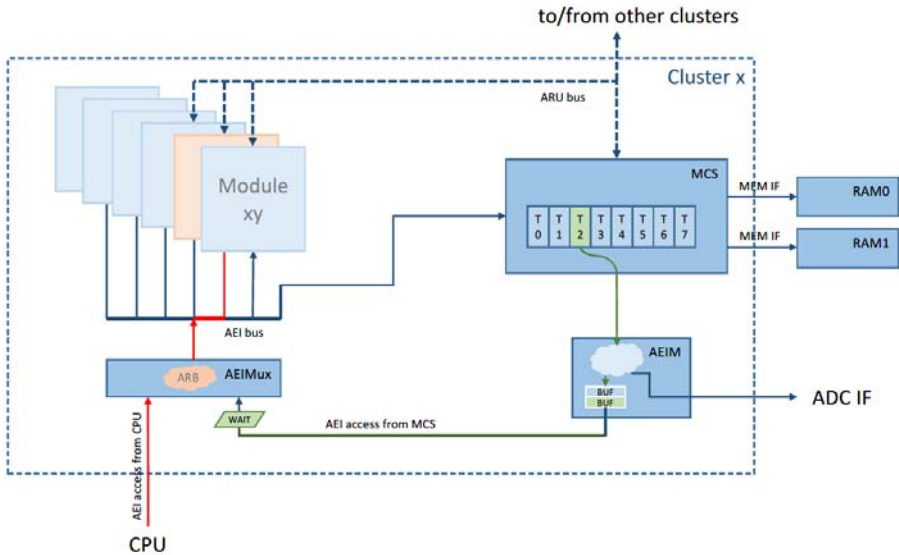 to/from other clusters
Cluster x
ARU bus
Module
xy
MCS
T T T T T T T T
0 1 2 3 4 5 6 7
MEM IF
RAM0
MEM IF
RAM1
AEI bus
ARB
AEIMux
AEIM
BUF
BUF
ADC IF
WAIT
AEI access from MCS
AEI access from CPU
CPU